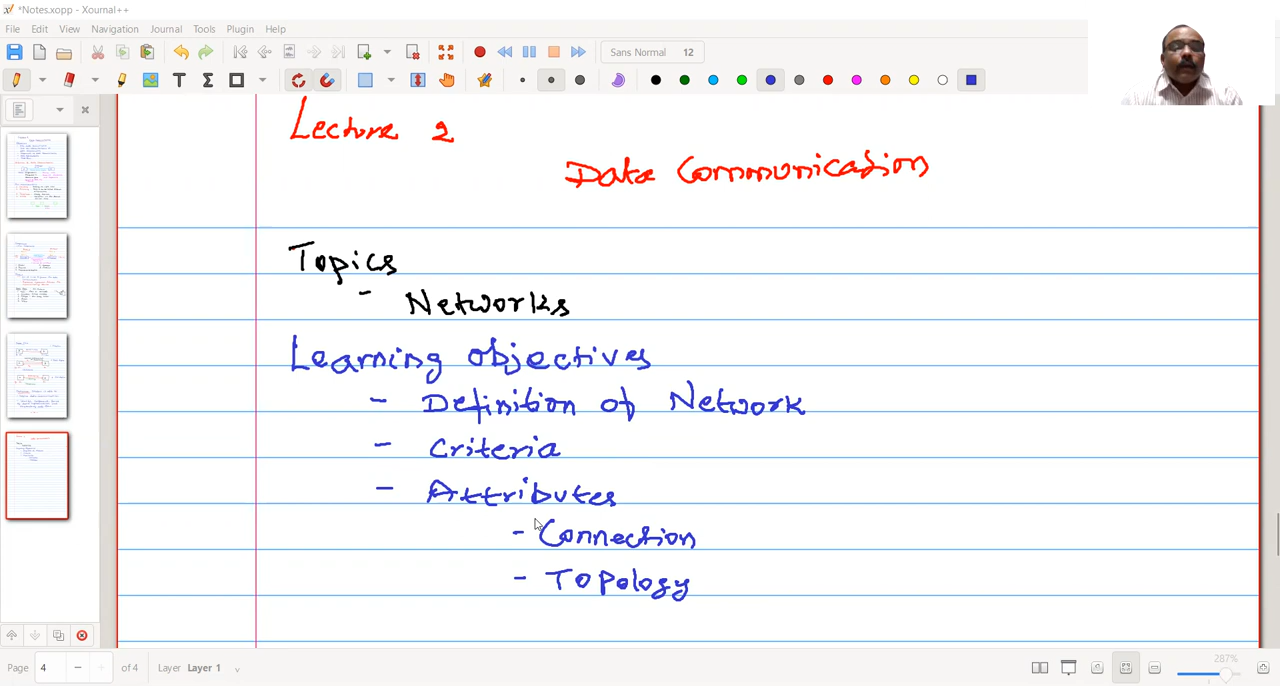 *Notes.xopp - Xournal++
File Edit View Navigation Journal Tools Plugin Help
Sans Normal 12
Lecture 2
Data Communication
Topics
- Networks
Learning objectives
- Definition of Network
- Criteria
- Attributes
- Connection
- Topology
Page 4 of 4 Layer Layer 1
287%